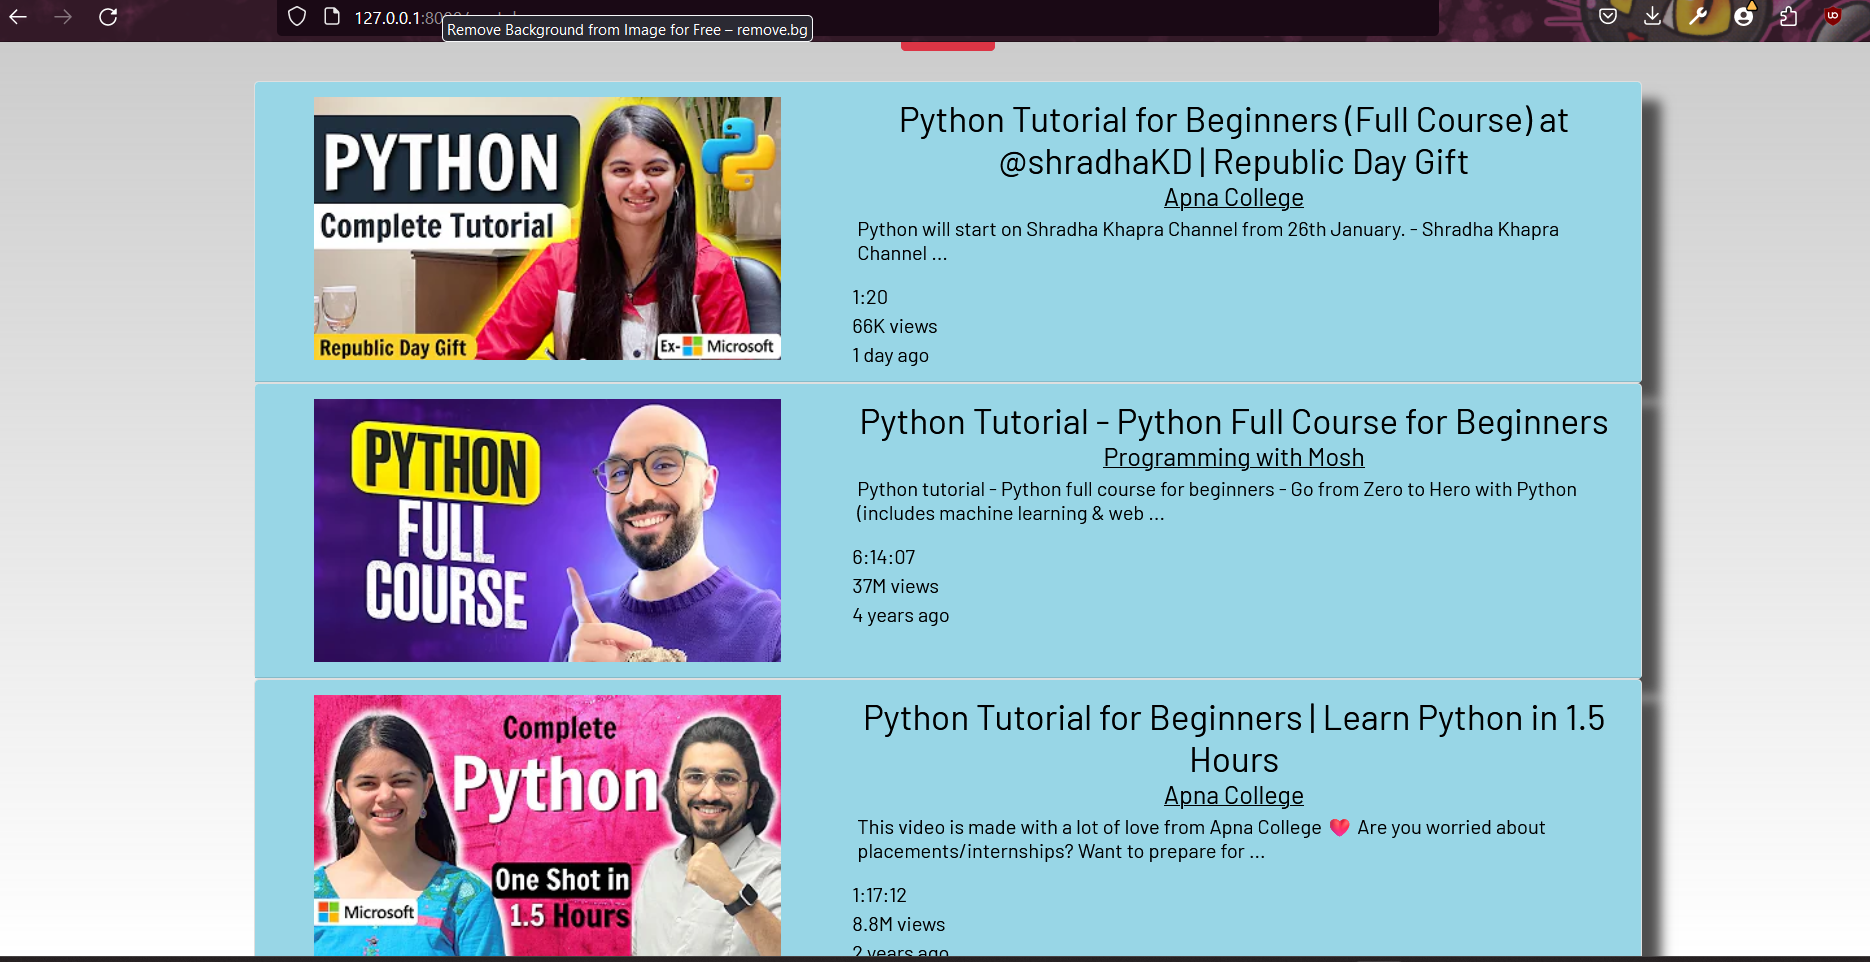 127.0.0.1:80
Remove Background from Image for Free – remove.bg
PYTHON
Complete Tutorial
Republic Day Gift
Ex- Microsoft
Python Tutorial for Beginners (Full Course) at
@shradhaKD | Republic Day Gift
Apna College
Python will start on Shradha Khapra Channel from 26th January. - Shradha Khapra
Channel ...
1:20
66K views
1 day ago
PYTHON
FULL
COURSE
Python Tutorial - Python Full Course for Beginners
Programming with Mosh
Python tutorial - Python full course for beginners - Go from Zero to Hero with Python
(includes machine learning & web ...
6:14:07
37M views
4 years ago
Complete
Python
One Shot in
1.5 Hours
Microsoft
Python Tutorial for Beginners | Learn Python in 1.5
Hours
Apna College
This video is made with a lot of love from Apna College ❤️ Are you worried about
placements/internships? Want to prepare for ...
1:17:12
8.8M views
2 years ago